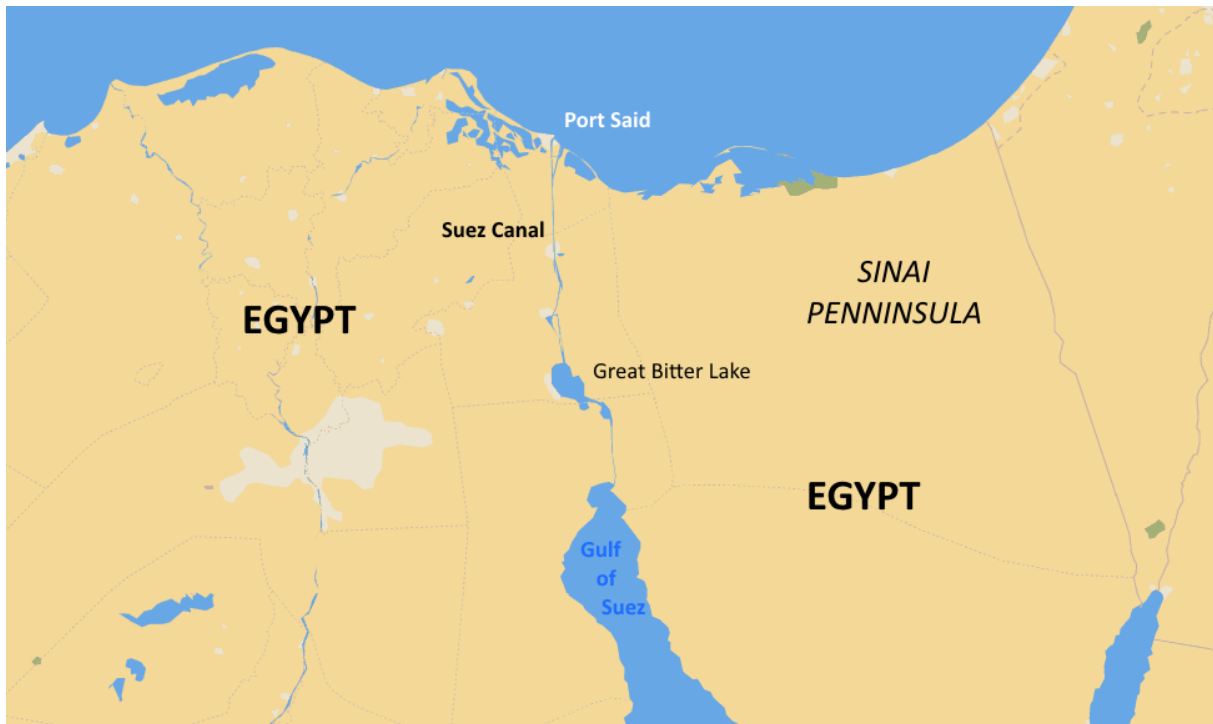 Port Said
Suez Canal
SINAI
PENNINSULA
EGYPT
Great Bitter Lake
EGYPT
Gulf
of
Suez